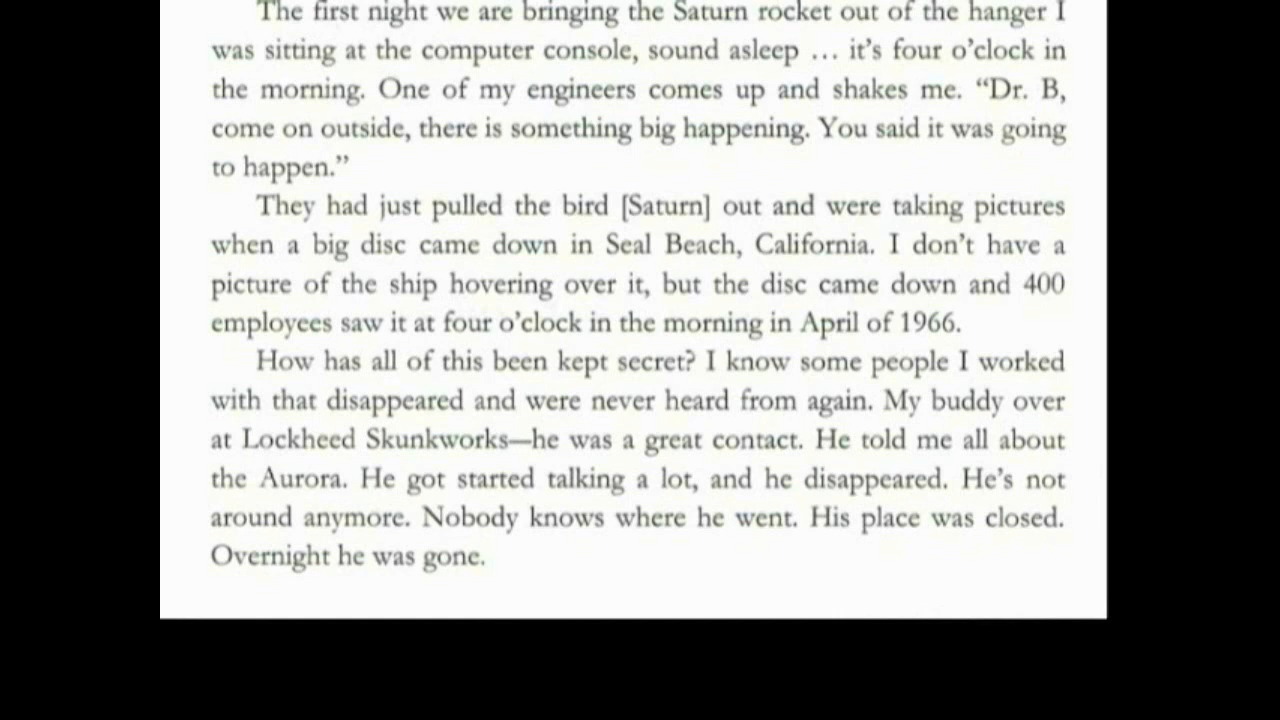 The first night we are bringing the Saturn rocket out of the hanger I
was sitting at the computer console, sound asleep … it’s four o’clock in
the morning. One of my engineers comes up and shakes me. “Dr. B,
come on outside, there is something big happening. You said it was going
to happen.”
They had just pulled the bird [Saturn] out and were taking pictures
when a big disc came down in Seal Beach, California. I don’t have a
picture of the ship hovering over it, but the disc came down and 400
employees saw it at four o’clock in the morning in April of 1966.
How has all of this been kept secret? I know some people I worked
with that disappeared and were never heard from again. My buddy over
at Lockheed Skunkworks—he was a great contact. He told me all about
the Aurora. He got started talking a lot, and he disappeared. He’s not
around anymore. Nobody knows where he went. His place was closed.
Overnight he was gone.